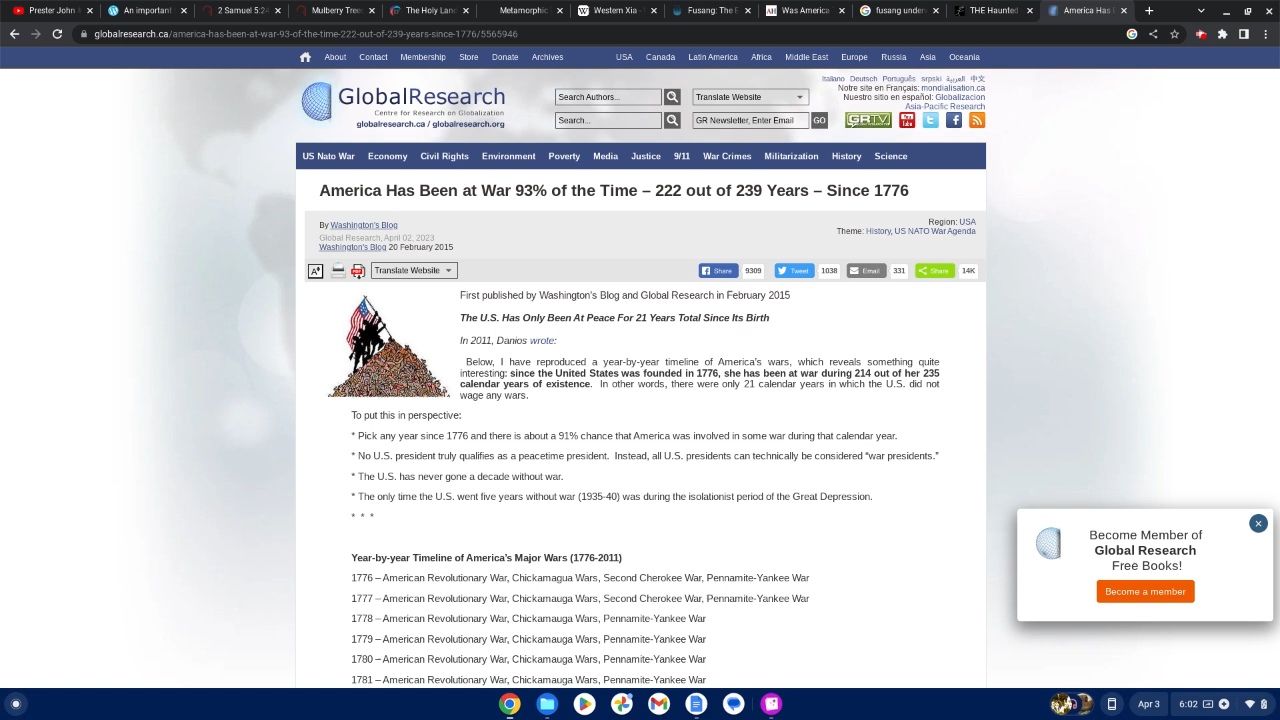 Prester John A
An important
2 Samuel 5:24
Mulberry Tree
The Holy Lan
Metamorphic
Western Xia -
Fusang: The E
Was America
fusang under
THE Haunted
America Has B
globalresearch.ca/america-has-been-at-war-93-of-the-time-222-out-of-239-years-since-1776/5565946
About Contact Membership Store Donate Archives USA Canada Latin America Africa Middle East Europe Russia Asia Oceania
Italiano Deutsch Português srpski العربية 中文
Notre site en Français: mondialisation.ca
Nuestro sitio en español: Globalizacion
Asia-Pacific Research
GlobalResearch
Centre for Research on Globalization
globalresearch.ca / globalresearch.org
Search Authors...
Translate Website
Search...
GR Newsletter, Enter Email
GO
GRTV
You Tube
US Nato War Economy Civil Rights Environment Poverty Media Justice 9/11 War Crimes Militarization History Science
America Has Been at War 93% of the Time – 222 out of 239 Years – Since 1776
By Washington's Blog
Global Research, April 02, 2023
Washington's Blog 20 February 2015
Region: USA
Theme: History, US NATO War Agenda
A
PDF
Translate Website
Share 9309
Tweet 1038
Email 331
Share 14K
First published by Washington's Blog and Global Research in February 2015
The U.S. Has Only Been At Peace For 21 Years Total Since Its Birth
In 2011, Danios wrote:
Below, I have reproduced a year-by-year timeline of America's wars, which reveals something quite
interesting: since the United States was founded in 1776, she has been at war during 214 out of her 235
calendar years of existence. In other words, there were only 21 calendar years in which the U.S. did not
wage any wars.
To put this in perspective:
* Pick any year since 1776 and there is about a 91% chance that America was involved in some war during that calendar year.
* No U.S. president truly qualifies as a peacetime president. Instead, all U.S. presidents can technically be considered “war presidents.”
* The U.S. has never gone a decade without war.
* The only time the U.S. went five years without war (1935-40) was during the isolationist period of the Great Depression.
* * *
Year-by-year Timeline of America's Major Wars (1776-2011)
1776 – American Revolutionary War, Chickamagua Wars, Second Cherokee War, Pennamite-Yankee War
1777 – American Revolutionary War, Chickamauga Wars, Second Cherokee War, Pennamite-Yankee War
1778 – American Revolutionary War, Chickamauga Wars, Pennamite-Yankee War
1779 – American Revolutionary War, Chickamauga Wars, Pennamite-Yankee War
1780 – American Revolutionary War, Chickamauga Wars, Pennamite-Yankee War
1781 – American Revolutionary War, Chickamauga Wars, Pennamite-Yankee War
Become Member of
Global Research
Free Books!
Become a member
Apr 3
6:02